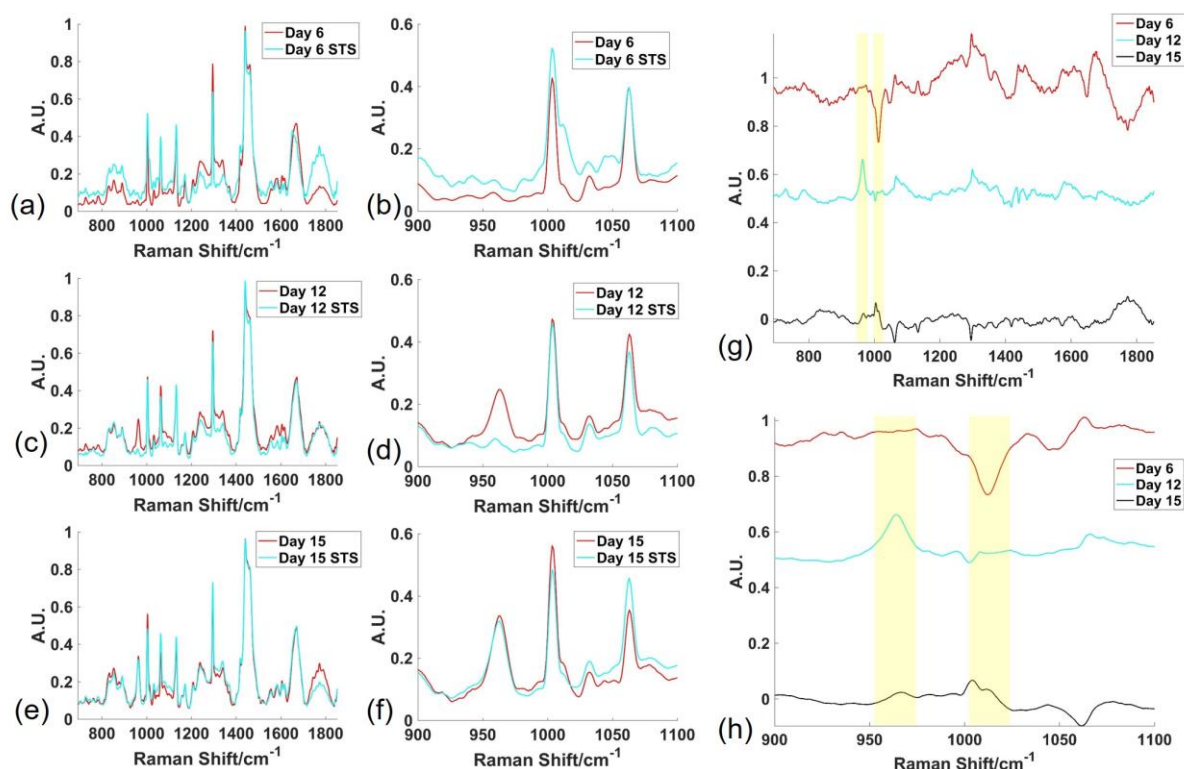 (a)
A.U.
1
0.8
0.6
0.4
0.2
0
800 1000 1200 1400 1600 1800
Raman Shift/cm-1
Day 6
Day 6 STS
(b)
A.U.
0.6
0.4
0.2
0
900 950 1000 1050 1100
Raman Shift/cm-1
Day 6
Day 6 STS
(c)
A.U.
1
0.8
0.6
0.4
0.2
0
800 1000 1200 1400 1600 1800
Raman Shift/cm-1
Day 12
Day 12 STS
(d)
A.U.
0.6
0.4
0.2
0
900 950 1000 1050 1100
Raman Shift/cm-1
Day 12
Day 12 STS
(e)
A.U.
1
0.8
0.6
0.4
0.2
0
800 1000 1200 1400 1600 1800
Raman Shift/cm-1
Day 15
Day 15 STS
(f)
A.U.
0.6
0.4
0.2
0
900 950 1000 1050 1100
Raman Shift/cm-1
Day 15
Day 15 STS
(g)
A.U.
1
0.8
0.6
0.4
0.2
0
800 1000 1200 1400 1600 1800
Raman Shift/cm-1
Day 6
Day 12
Day 15
(h)
A.U.
1
0.8
0.6
0.4
0.2
0
900 950 1000 1050 1100
Raman Shift/cm-1
Day 6
Day 12
Day 15